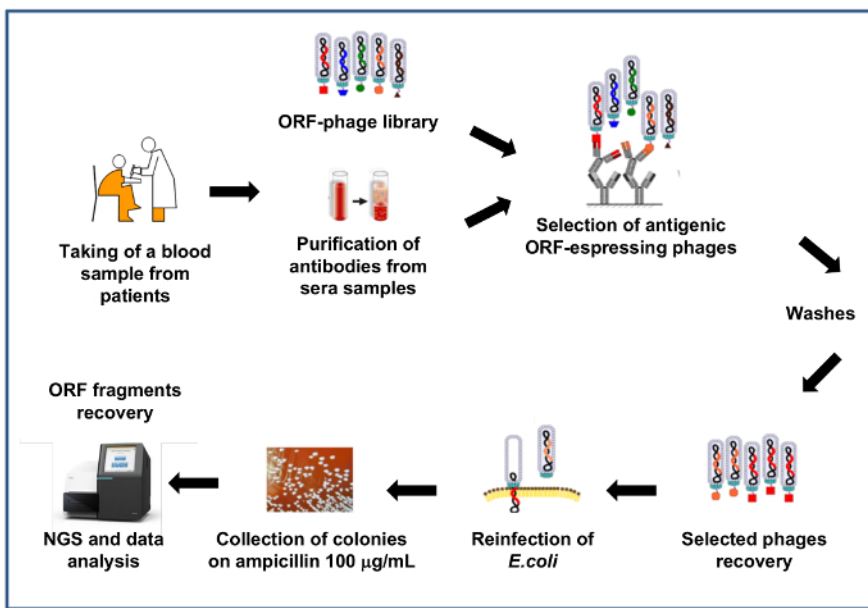 ORF-phage library
Taking of a blood
sample from
patients
Purification of
antibodies from
sera samples
Selection of antigenic
ORF-espressing phages
Washes
Selected phages
recovery
Reinfection of
E.coli
Collection of colonies
on ampicillin 100 µg/mL
ORF fragments
recovery
NGS and data
analysis